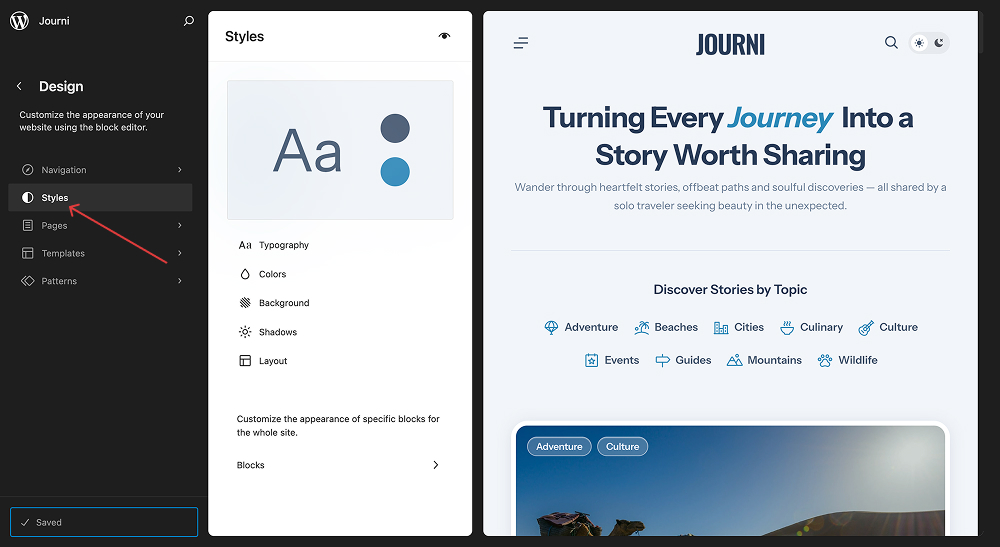 Journi
Design
Customize the appearance of your
website using the block editor.
Navigation
Styles
Pages
Templates
Patterns
Saved
Styles
Aa
Aa Typography
Colors
Background
Shadows
Layout
Customize the appearance of specific blocks for
the whole site.
Blocks
JOURNI
Turning Every Journey Into a
Story Worth Sharing
Wander through heartfelt stories, offbeat paths and soulful discoveries — all shared by a
solo traveler seeking beauty in the unexpected.
Discover Stories by Topic
Adventure Beaches Cities Culinary Culture
Events Guides Mountains Wildlife
Adventure Culture